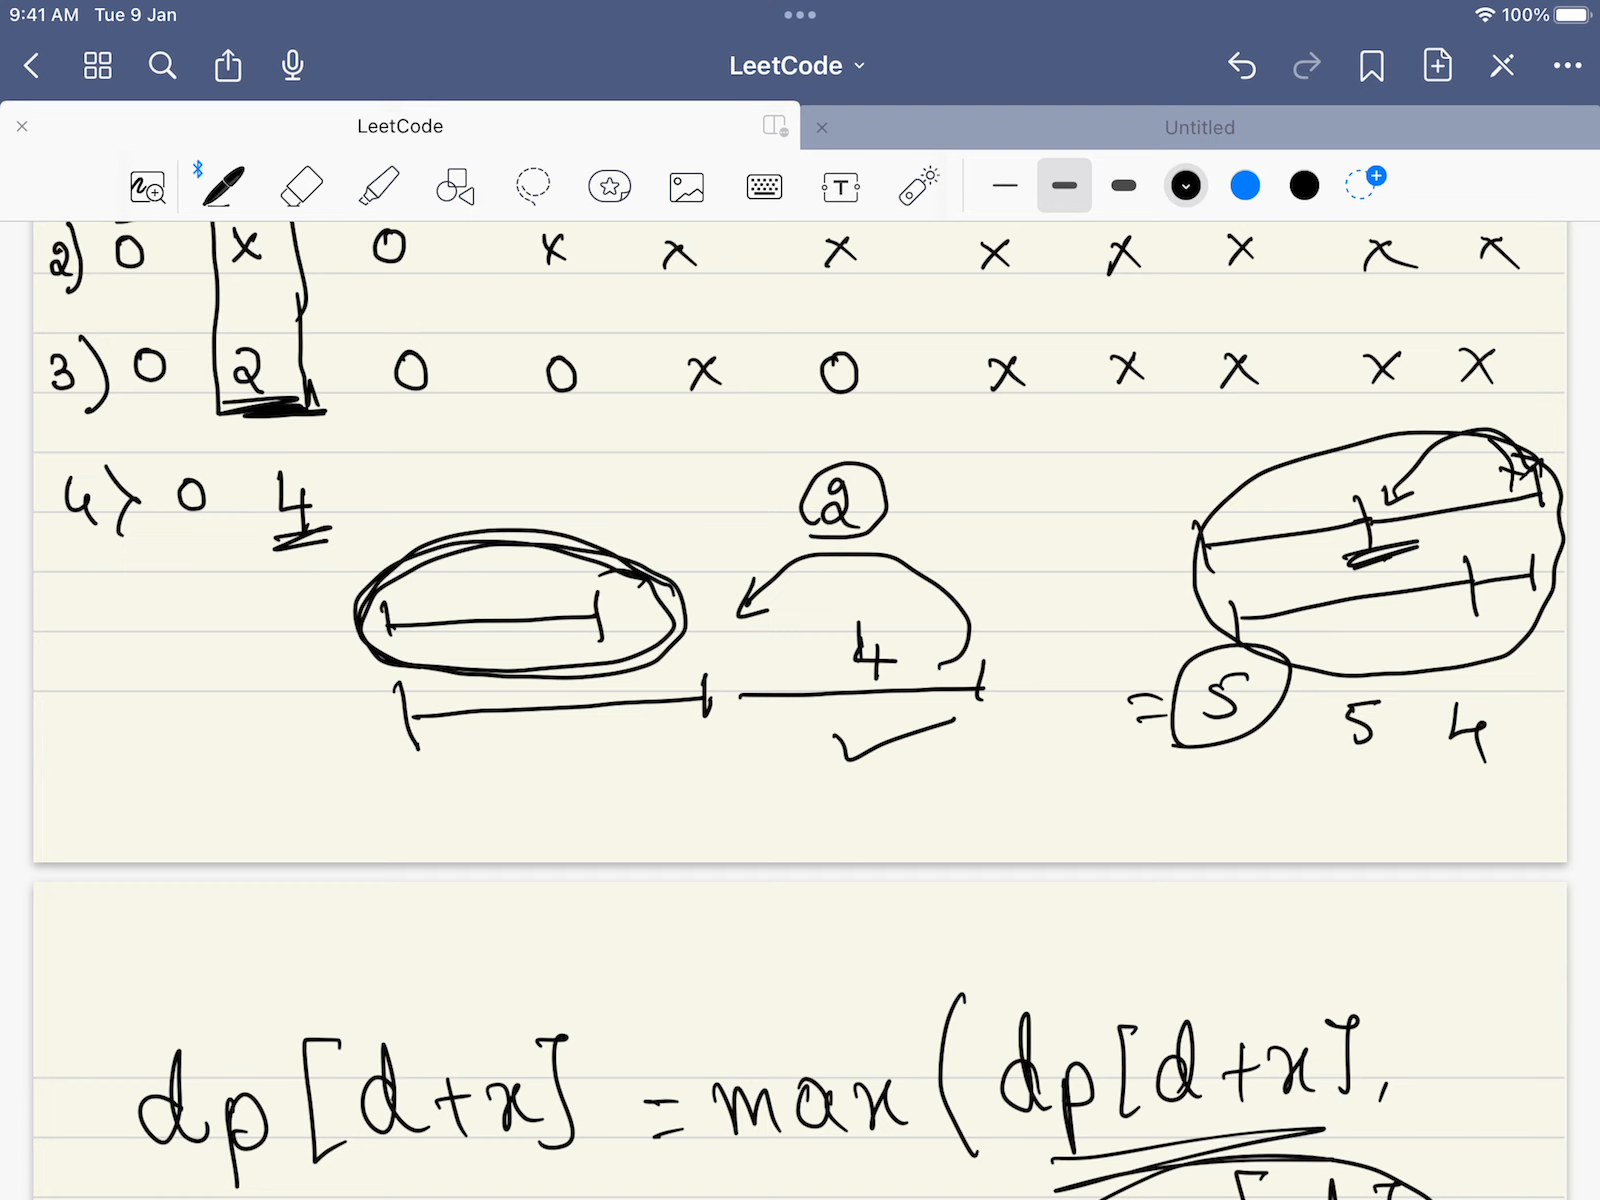 9:41 AM Tue 9 Jan 100%
LeetCode
LeetCode Untitled
T
2) 0 x 0 x x x x x x x x
3) 0 2 0 0 x 0 x x x x x
4) 0 4 2
4
= 5 5 4
dp[d+x] = max(dp[d+x],